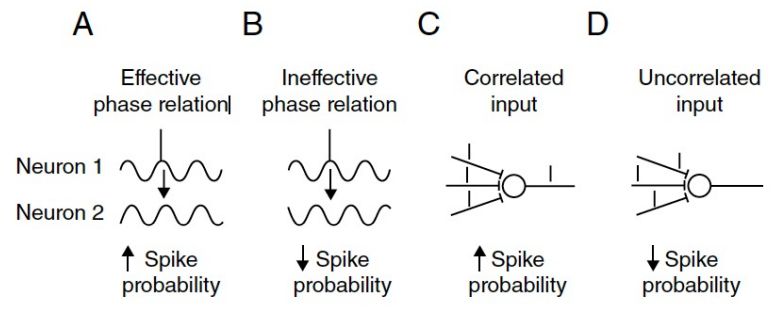 A
B
C
D
Effective
phase relation
Ineffective
phase relation
Correlated
input
Uncorrelated
input
Neuron 1
Neuron 2
↑ Spike
probability
↓ Spike
probability
↑ Spike
probability
↓ Spike
probability